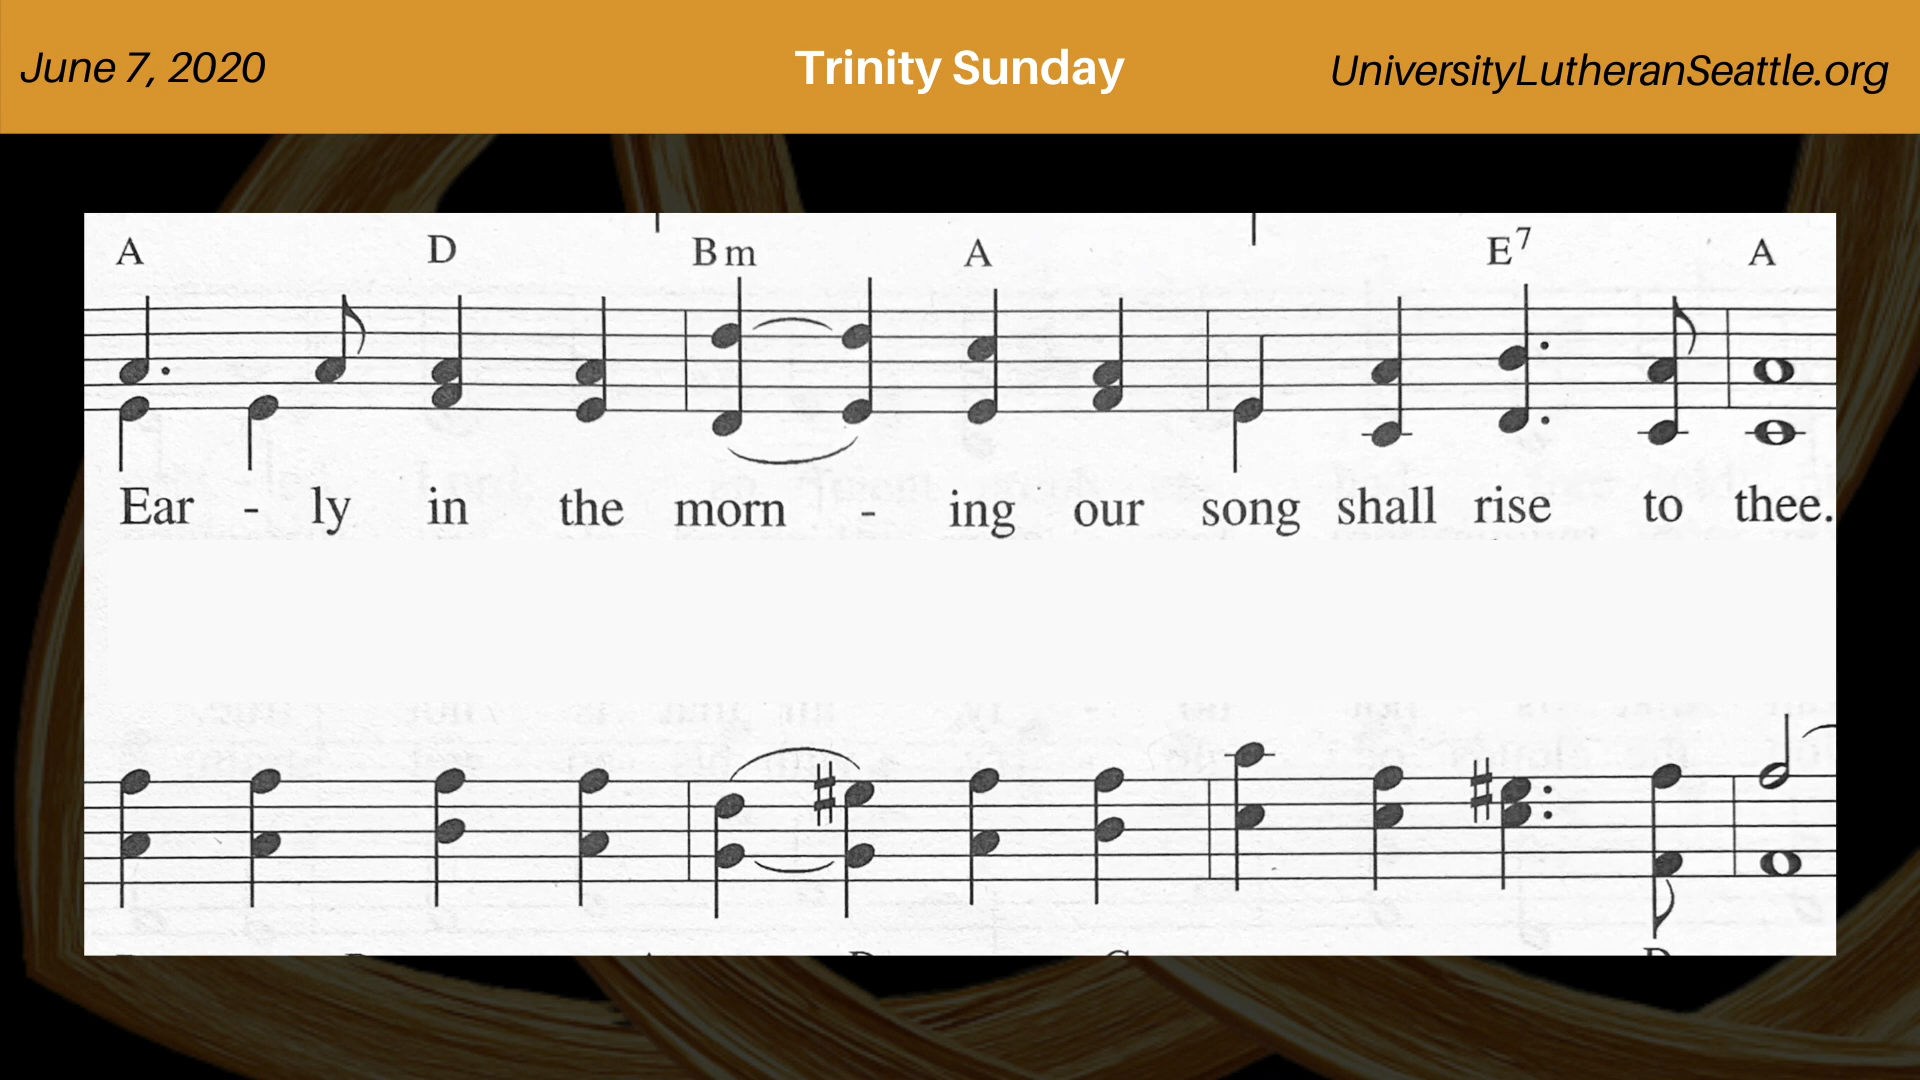 June 7, 2020 Trinity Sunday UniversityLutheranSeattle.org
A D Bm A E7 A
Ear - ly in the morn - ing our song shall rise to thee.